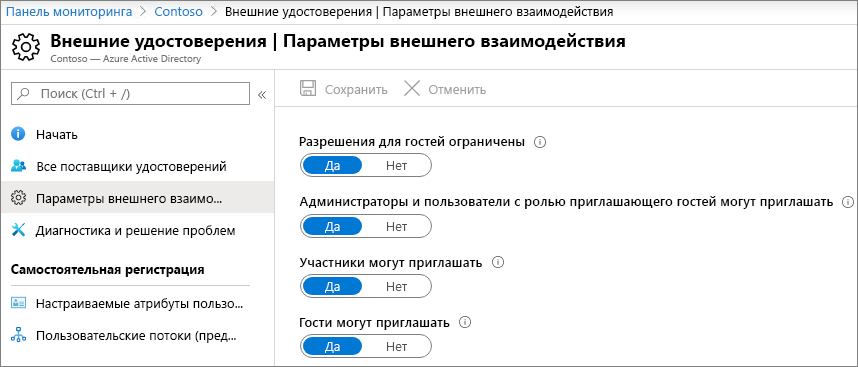 Панель мониторинга > Contoso > Внешние удостоверения | Параметры внешнего взаимодействия
Внешние удостоверения | Параметры внешнего взаимодействия
Contoso — Azure Active Directory
Поиск (Ctrl + /)
«
Начать
Все поставщики удостоверений
Параметры внешнего взаимо...
Диагностика и решение проблем
Самостоятельная регистрация
Настраиваемые атрибуты пользо...
Пользовательские потоки (пред...
Сохранить Отменить
Разрешения для гостей ограничены
Да Нет
Администраторы и пользователи с ролью приглашающего гостей могут приглашать
Да Нет
Участники могут приглашать
Да Нет
Гости могут приглашать
Да Нет